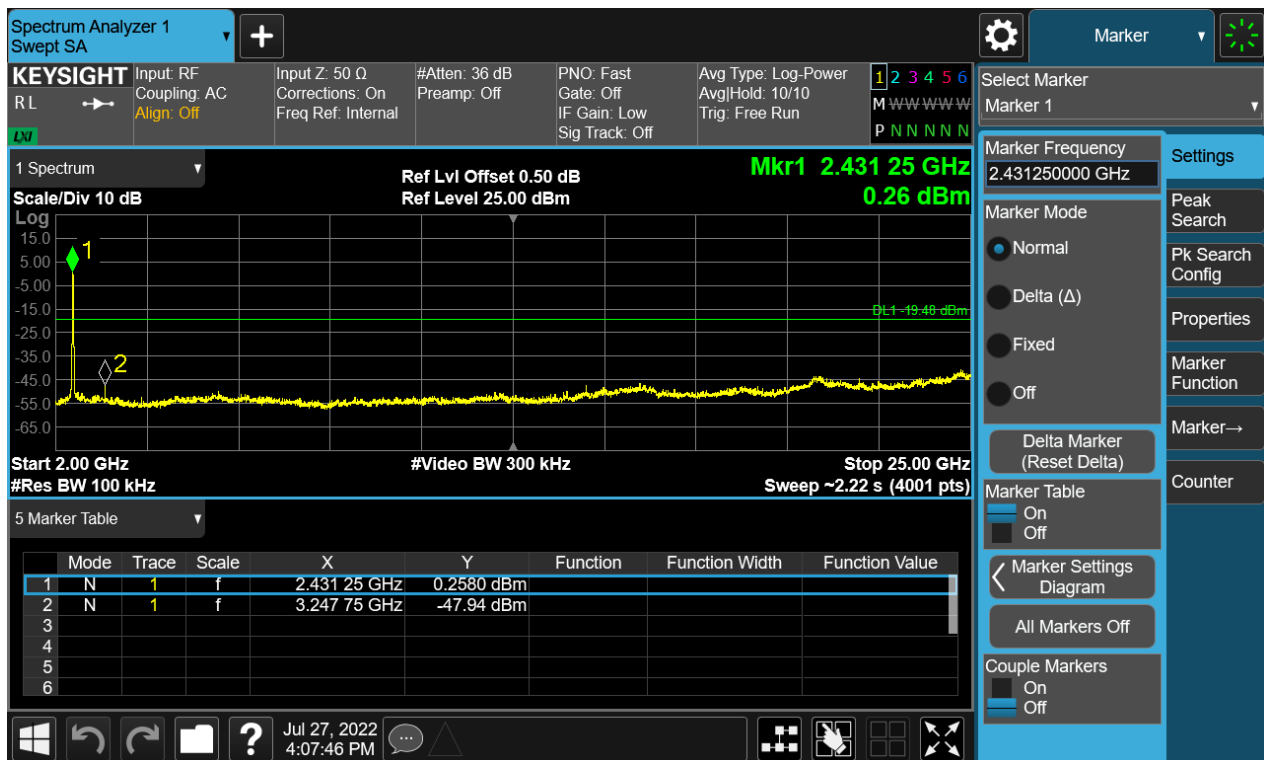 Spectrum Analyzer 1
Swept SA
Marker
KEYSIGHT
R L
LXI
Input: RF
Coupling: AC
Align: Off
Input Z: 50 Ω
Corrections: On
Freq Ref: Internal
#Atten: 36 dB
Preamp: Off
PNO: Fast
Gate: Off
IF Gain: Low
Sig Track: Off
Avg Type: Log-Power
Avg|Hold: 10/10
Trig: Free Run
1 2 3 4 5 6
M W W W W W
P N N N N N
1 Spectrum
Scale/Div 10 dB
Ref Lvl Offset 0.50 dB
Ref Level 25.00 dBm
Mkr1 2.431 25 GHz
0.26 dBm
Log
15.0
5.00
-5.00
-15.0
-25.0
-35.0
-45.0
-55.0
-65.0
1
2
DL1 -19.48 dBm
Start 2.00 GHz
#Res BW 100 kHz
#Video BW 300 kHz
Stop 25.00 GHz
Sweep ~2.22 s (4001 pts)
5 Marker Table
Mode Trace Scale X Y Function Function Width Function Value
1 N 1 f 2.431 25 GHz 0.2580 dBm
2 N 1 f 3.247 75 GHz -47.94 dBm
3
4
5
6
Jul 27, 2022
4:07:46 PM
Select Marker
Marker 1
Marker Frequency
2.431250000 GHz
Marker Mode
Normal
Delta (Δ)
Fixed
Off
Delta Marker
(Reset Delta)
Marker Table
On
Off
Marker Settings
Diagram
All Markers Off
Couple Markers
On
Off
Settings
Peak
Search
Pk Search
Config
Properties
Marker
Function
Marker→
Counter